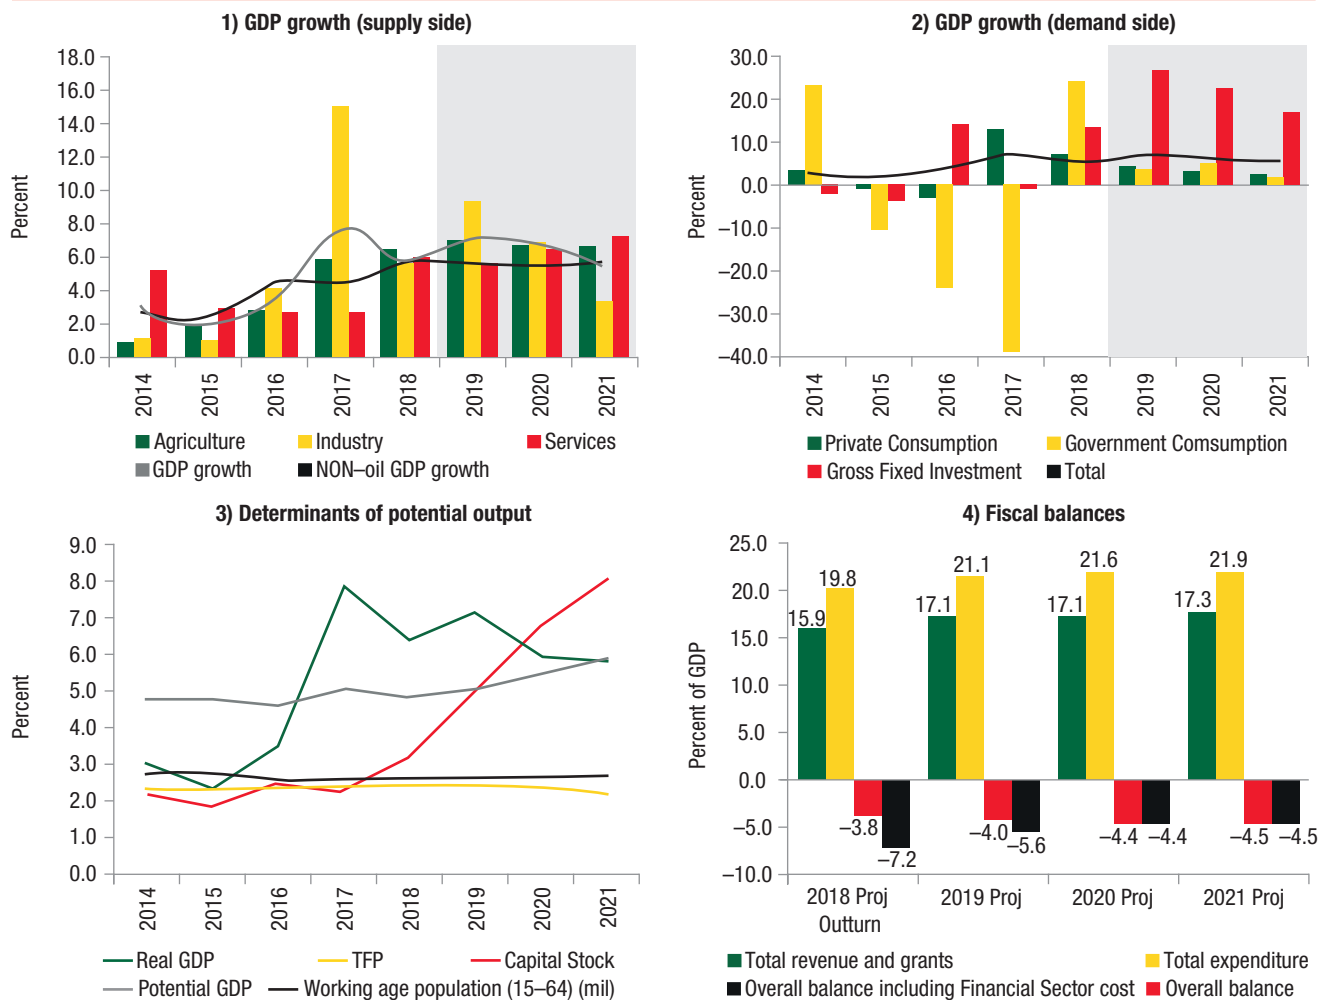 1) GDP growth (supply side)
Percent
18.0
16.0
14.0
12.0
10.0
8.0
6.0
4.0
2.0
0.0
2014
2015
2016
2017
2018
2019
2020
2021
Agriculture
Industry
Services
GDP growth
NON–oil GDP growth
2) GDP growth (demand side)
Percent
30.0
20.0
10.0
0.0
–10.0
–20.0
–30.0
–40.0
2014
2015
2016
2017
2018
2019
2020
2021
Private Consumption
Government Comsumption
Gross Fixed Investment
Total
3) Determinants of potential output
Percent
9.0
8.0
7.0
6.0
5.0
4.0
3.0
2.0
1.0
0.0
2014
2015
2016
2017
2018
2019
2020
2021
Real GDP
TFP
Capital Stock
Potential GDP
Working age population (15–64) (mil)
4) Fiscal balances
Percent of GDP
25.0
20.0
15.0
10.0
5.0
0.0
–5.0
–10.0
15.9
19.8
–3.8
–7.2
17.1
21.1
–4.0
–5.6
17.1
21.6
–4.4
–4.4
17.3
21.9
–4.5
–4.5
2018 Proj
Outturn
2019 Proj
2020 Proj
2021 Proj
Total revenue and grants
Total expenditure
Overall balance including Financial Sector cost
Overall balance